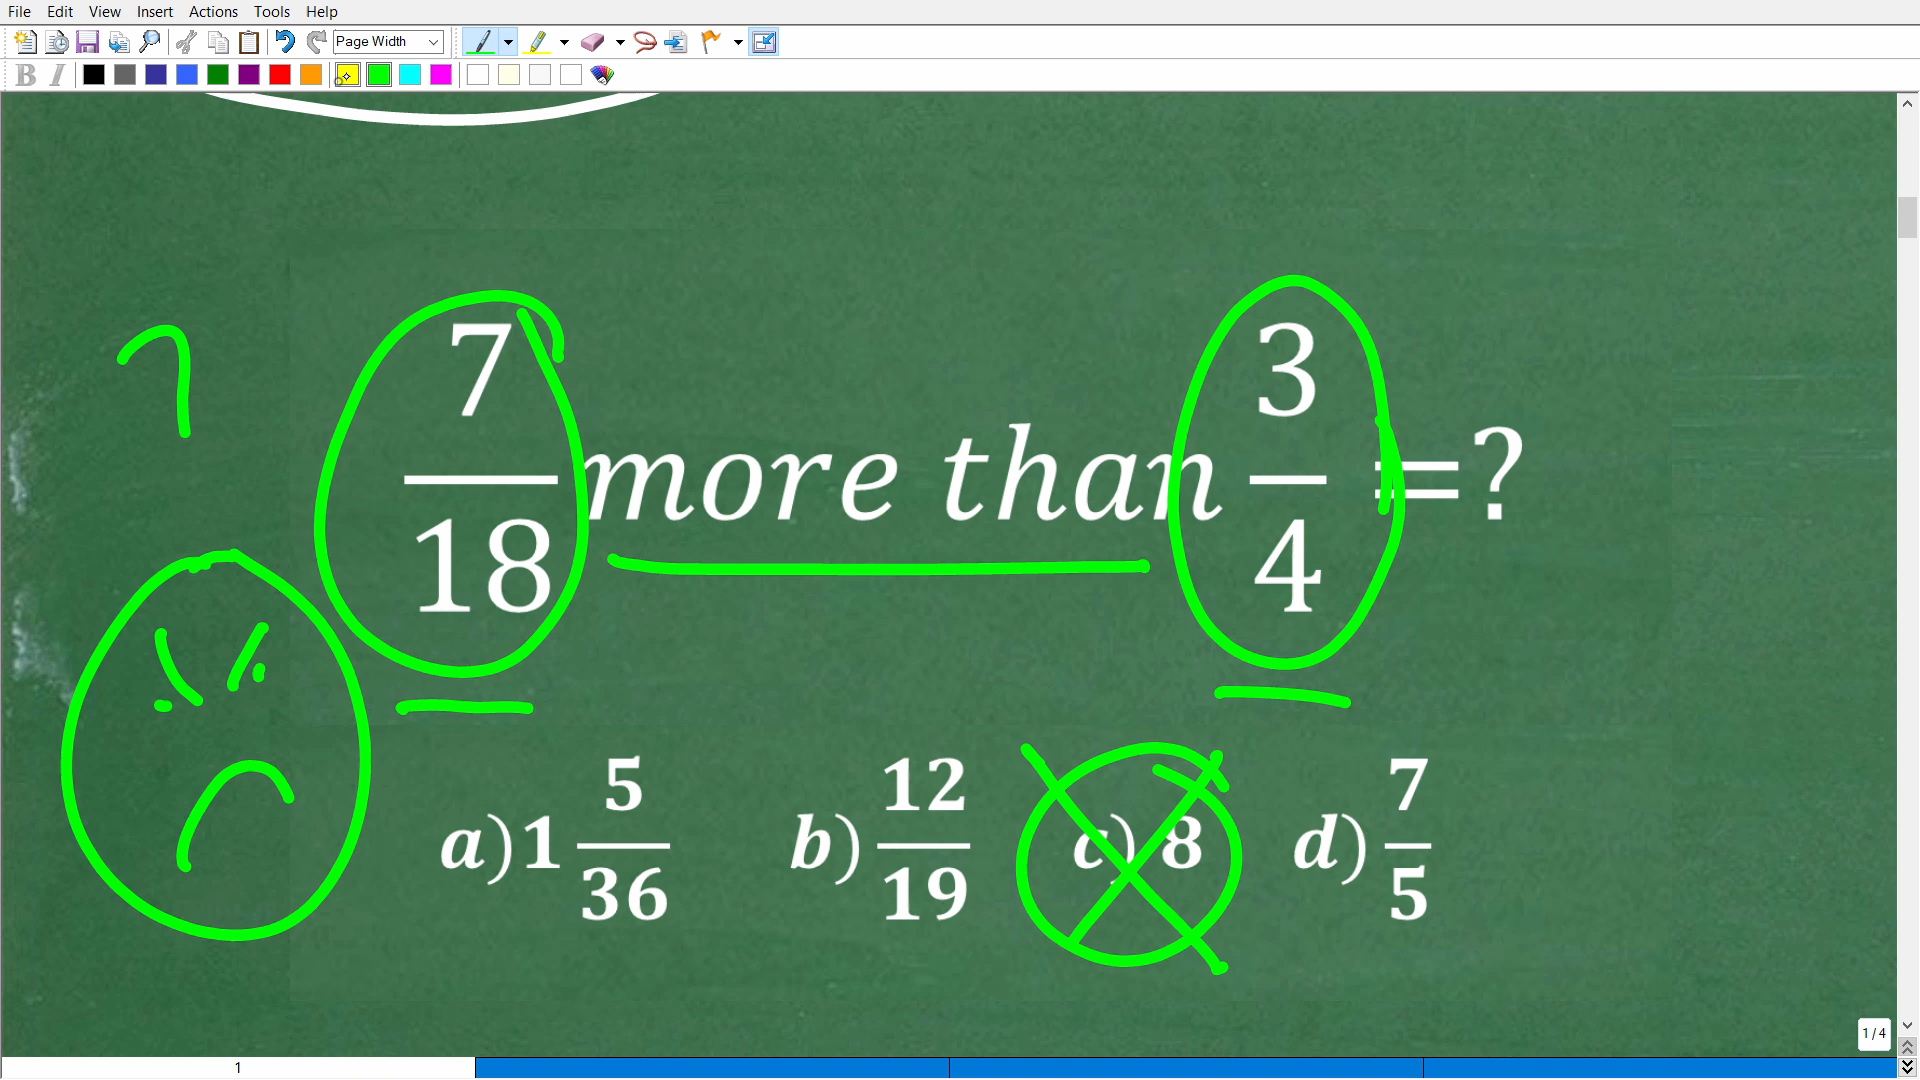 File Edit View Insert Actions Tools Help
Page Width
B I
7/18 more than 3/4 = ?
a) 1 5/36 b) 12/19 c) 8 d) 7/5
1 / 4
1